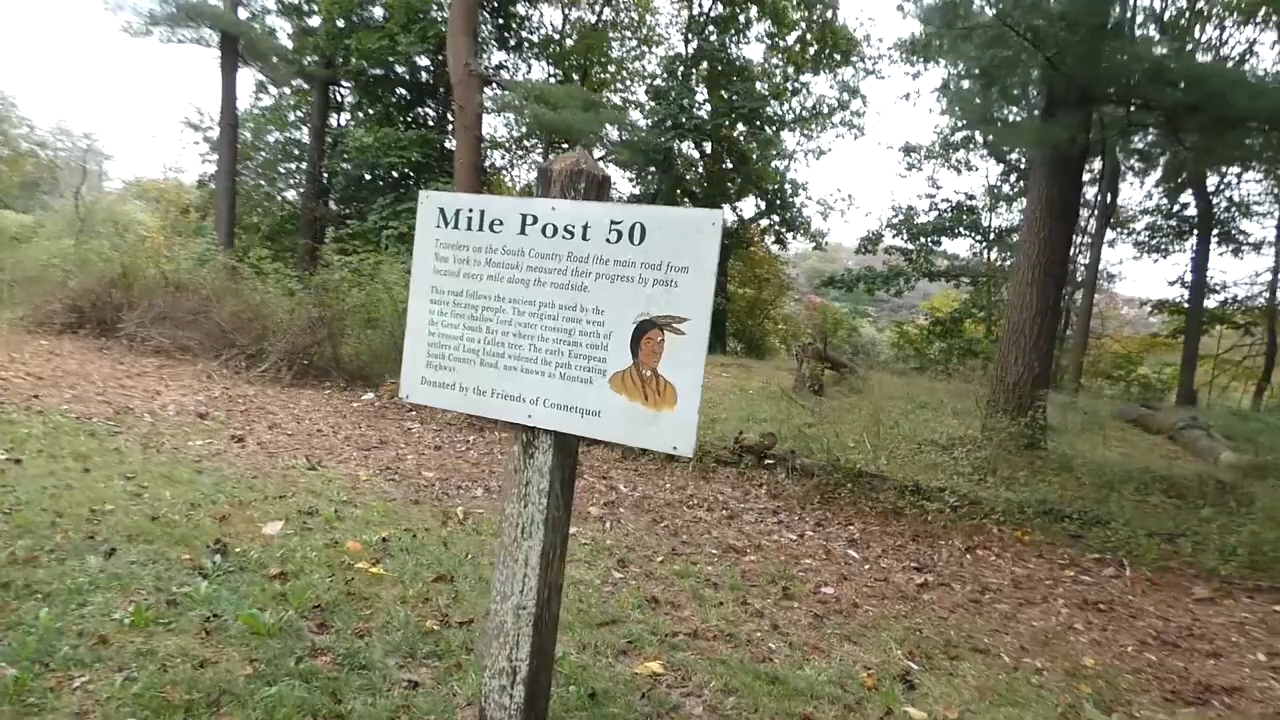 Mile Post 50
Travelers on the South Country Road (the main road from
New York to Montauk) measured their progress by posts
located every mile along the roadside.
This road follows the ancient path used by the
native Secatog people. The original route went
to the first shallow ford (water crossing) north of
the Great South Bay or where the streams could
be crossed on a fallen tree. The early European
settlers of Long Island widened the path creating
South Country Road, now known as Montauk
Highway.
Donated by the Friends of Connetquot